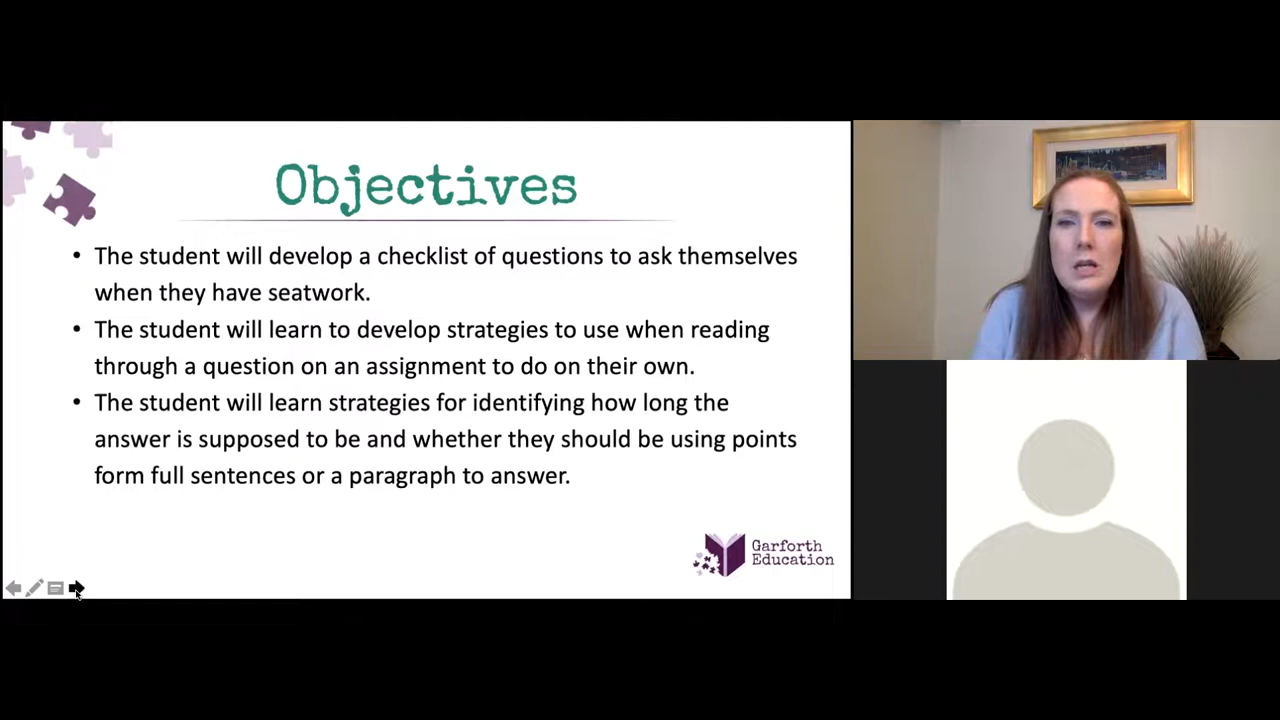 Objectives
• The student will develop a checklist of questions to ask themselves
when they have seatwork.
• The student will learn to develop strategies to use when reading
through a question on an assignment to do on their own.
• The student will learn strategies for identifying how long the
answer is supposed to be and whether they should be using points
form full sentences or a paragraph to answer.
Garforth
Education